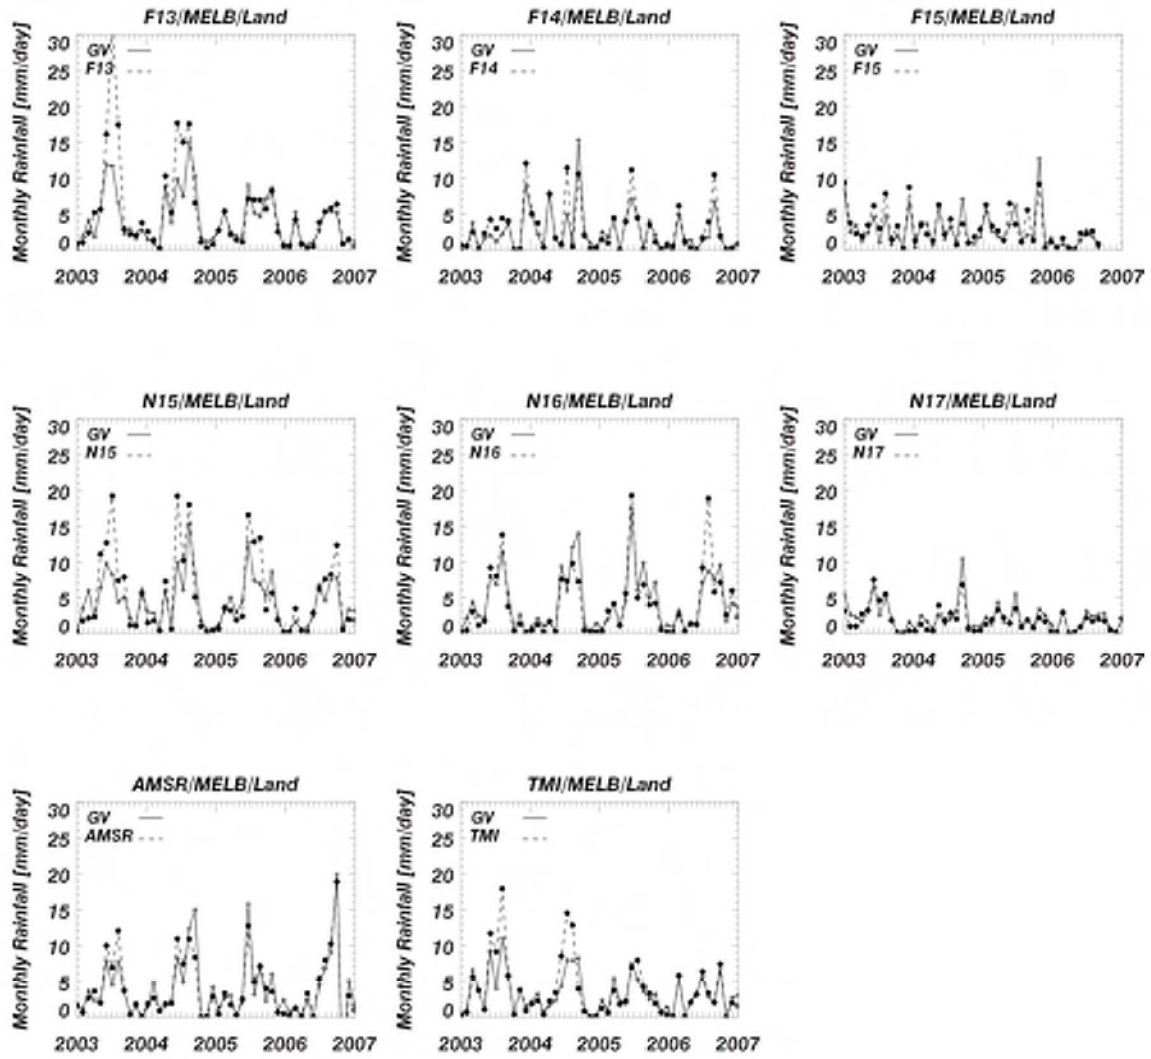 F13/MELB/Land F14/MELB/Land F15/MELB/Land
Monthly Rainfall [mm/day] Monthly Rainfall [mm/day] Monthly Rainfall [mm/day]
30 30 30
GV GV GV
F13 F14 F15
25 25 25
20 20 20
15 15 15
10 10 10
5 5 5
0 0 0
2003 2004 2005 2006 2007 2003 2004 2005 2006 2007 2003 2004 2005 2006 2007
N15/MELB/Land N16/MELB/Land N17/MELB/Land
Monthly Rainfall [mm/day] Monthly Rainfall [mm/day] Monthly Rainfall [mm/day]
30 30 30
GV GV GV
N15 N16 N17
25 25 25
20 20 20
15 15 15
10 10 10
5 5 5
0 0 0
2003 2004 2005 2006 2007 2003 2004 2005 2006 2007 2003 2004 2005 2006 2007
AMSR/MELB/Land TMI/MELB/Land
Monthly Rainfall [mm/day] Monthly Rainfall [mm/day]
30 30
GV GV
AMSR TMI
25 25
20 20
15 15
10 10
5 5
0 0
2003 2004 2005 2006 2007 2003 2004 2005 2006 2007